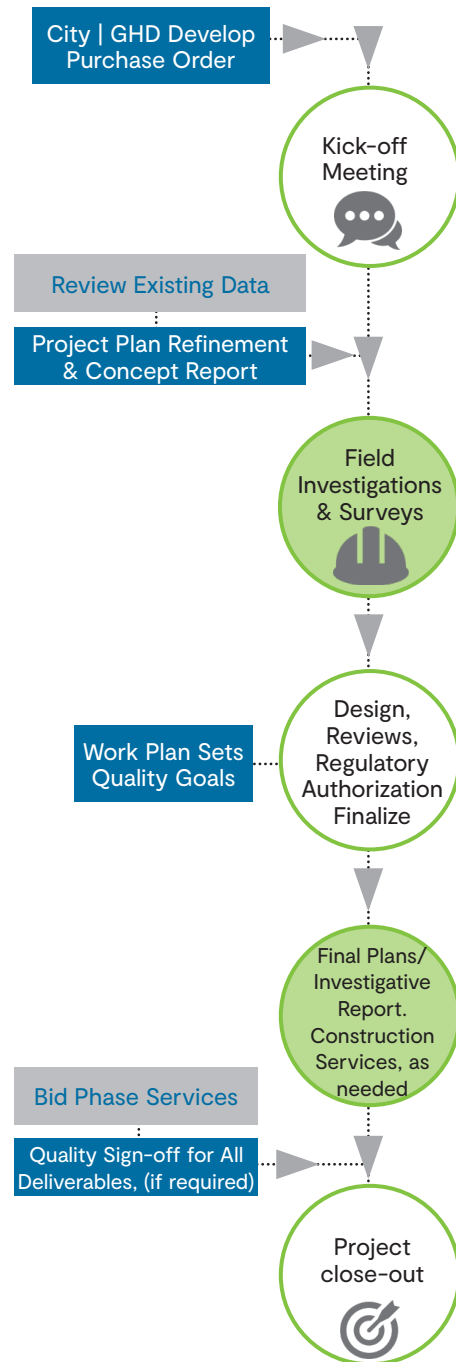 City | GHD Develop
Purchase Order
Kick-off
Meeting
Review Existing Data
Project Plan Refinement
& Concept Report
Field
Investigations
& Surveys
Design,
Reviews,
Regulatory
Authorization
Finalize
Work Plan Sets
Quality Goals
Final Plans/
Investigative
Report.
Construction
Services, as
needed
Bid Phase Services
Quality Sign-off for All
Deliverables, (if required)
Project
close-out